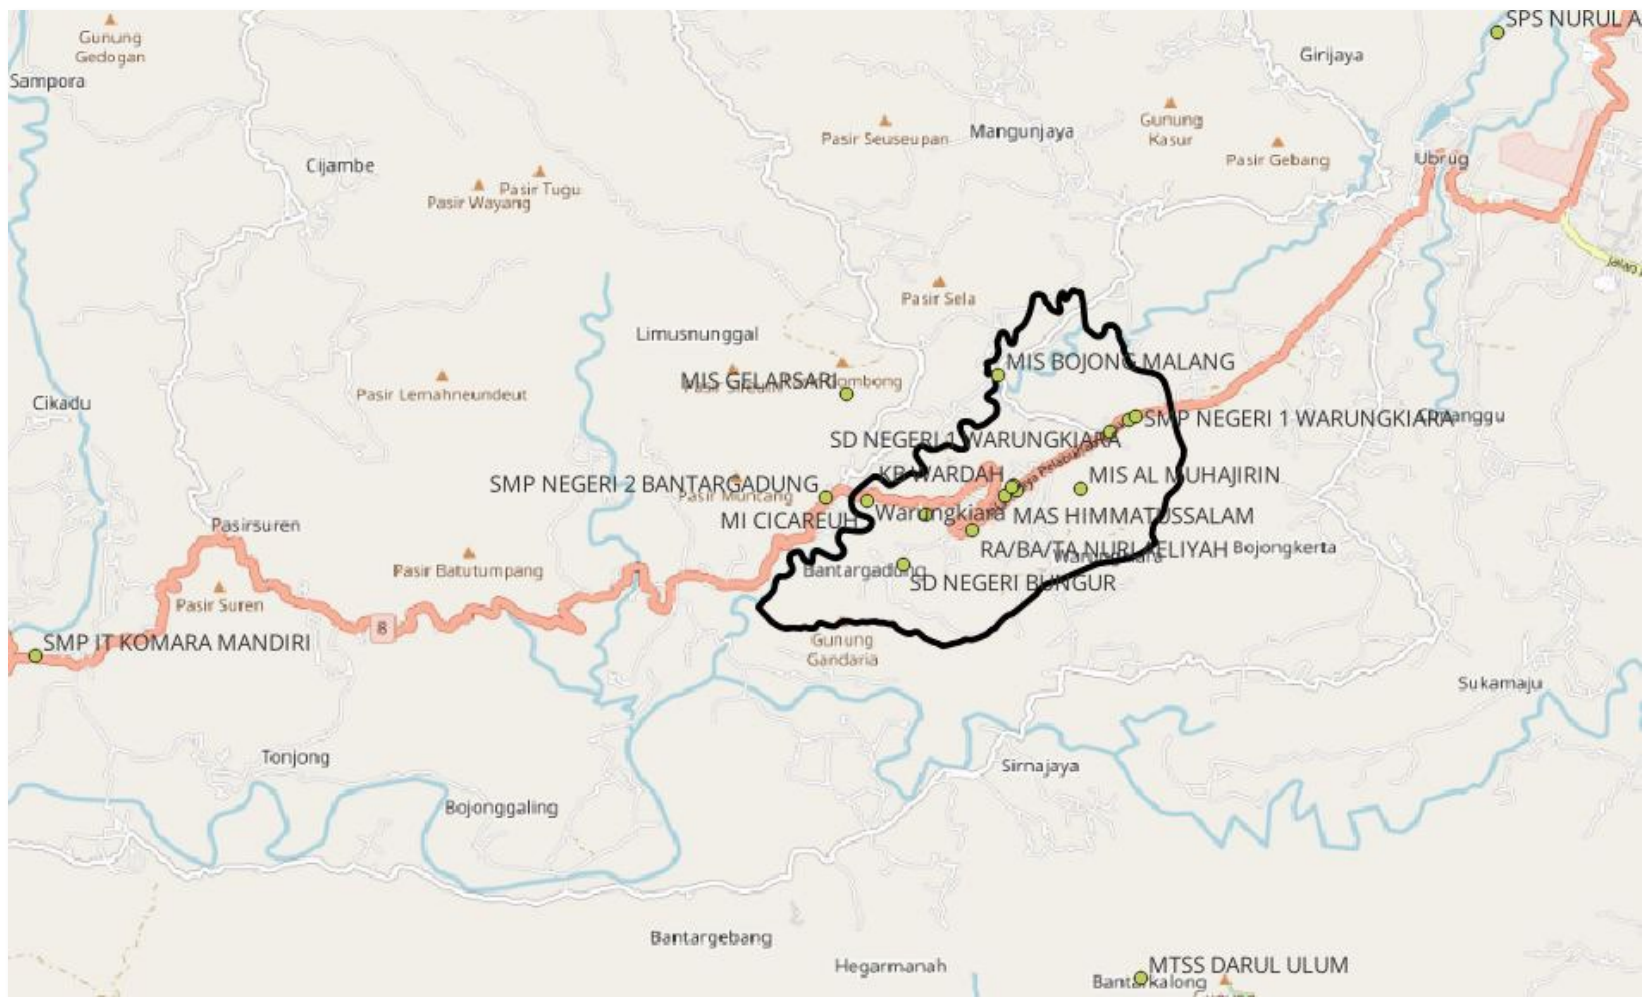 SPS NURUL A
Gunung
Gedogan
Girijaya
Sampora
Gunung
Kasur
Mangunjaya
Pasir Seuseupan
Cijambe
Pasir Gebang
Ubrug
Pasir Tugu
Pasir Wayang
Jalan
Pasir Sela
Limusnunggal
MIS BOJONG MALANG
MIS GELARSARI
Pasir Lemahneundeut
Cikadu
SMP NEGERI 1 WARUNGKIARA
SD NEGERI 1 WARUNGKIARA
KB WARDAH
MIS AL MUHAJIRIN
SMP NEGERI 2 BANTARGADUNG
Pasir Muncang
MI CICAREUH
Warungkiara
MAS HIMMATUSSALAM
Pasirsuren
RA/BA/TA NURI AELIYAH
Bojongkerta
Pasir Batutumpang
Bantargadung
SD NEGERI BUNGUR
Pasir Suren
8
SMP IT KOMARA MANDIRI
Gunung
Gandaria
Sukamaju
Tonjong
Sirnajaya
Bojonggaling
Bantargebang
Hegarmanah
MTSS DARUL ULUM
Bantarkalong